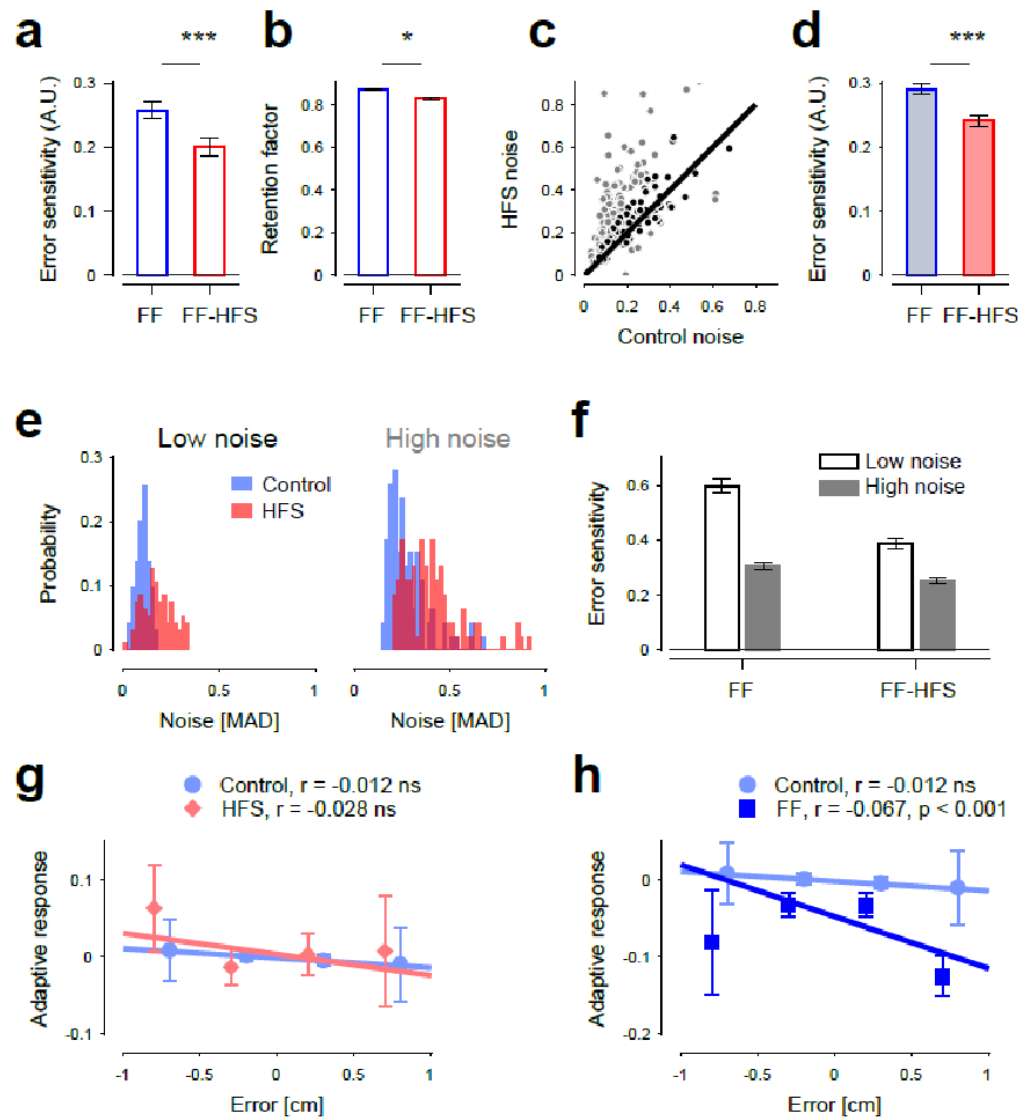 a
***
Error sensitivity (A.U.)
0.3
0.2
0.1
0
FF
FF-HFS
b
*
Retention factor
0.8
0.6
0.4
0.2
0
FF
FF-HFS
c
HFS noise
0.8
0.6
0.4
0.2
0
0
0.2
0.4
0.6
0.8
Control noise
d
***
Error sensitivity (A.U.)
0.3
0.2
0.1
0
FF
FF-HFS
e
Low noise
Control
HFS
Probability
0.3
0.2
0.1
0
0
0.5
1
Noise [MAD]
High noise
0
0.5
1
Noise [MAD]
f
Low noise
High noise
Error sensitivity
0.6
0.4
0.2
0
FF
FF-HFS
g
Control, r = -0.012 ns
HFS, r = -0.028 ns
Adaptive response
0.1
0
-0.1
-1
-0.5
0
0.5
1
Error [cm]
h
Control, r = -0.012 ns
FF, r = -0.067, p < 0.001
Adaptive response
0
-0.1
-0.2
-1
-0.5
0
0.5
1
Error [cm]